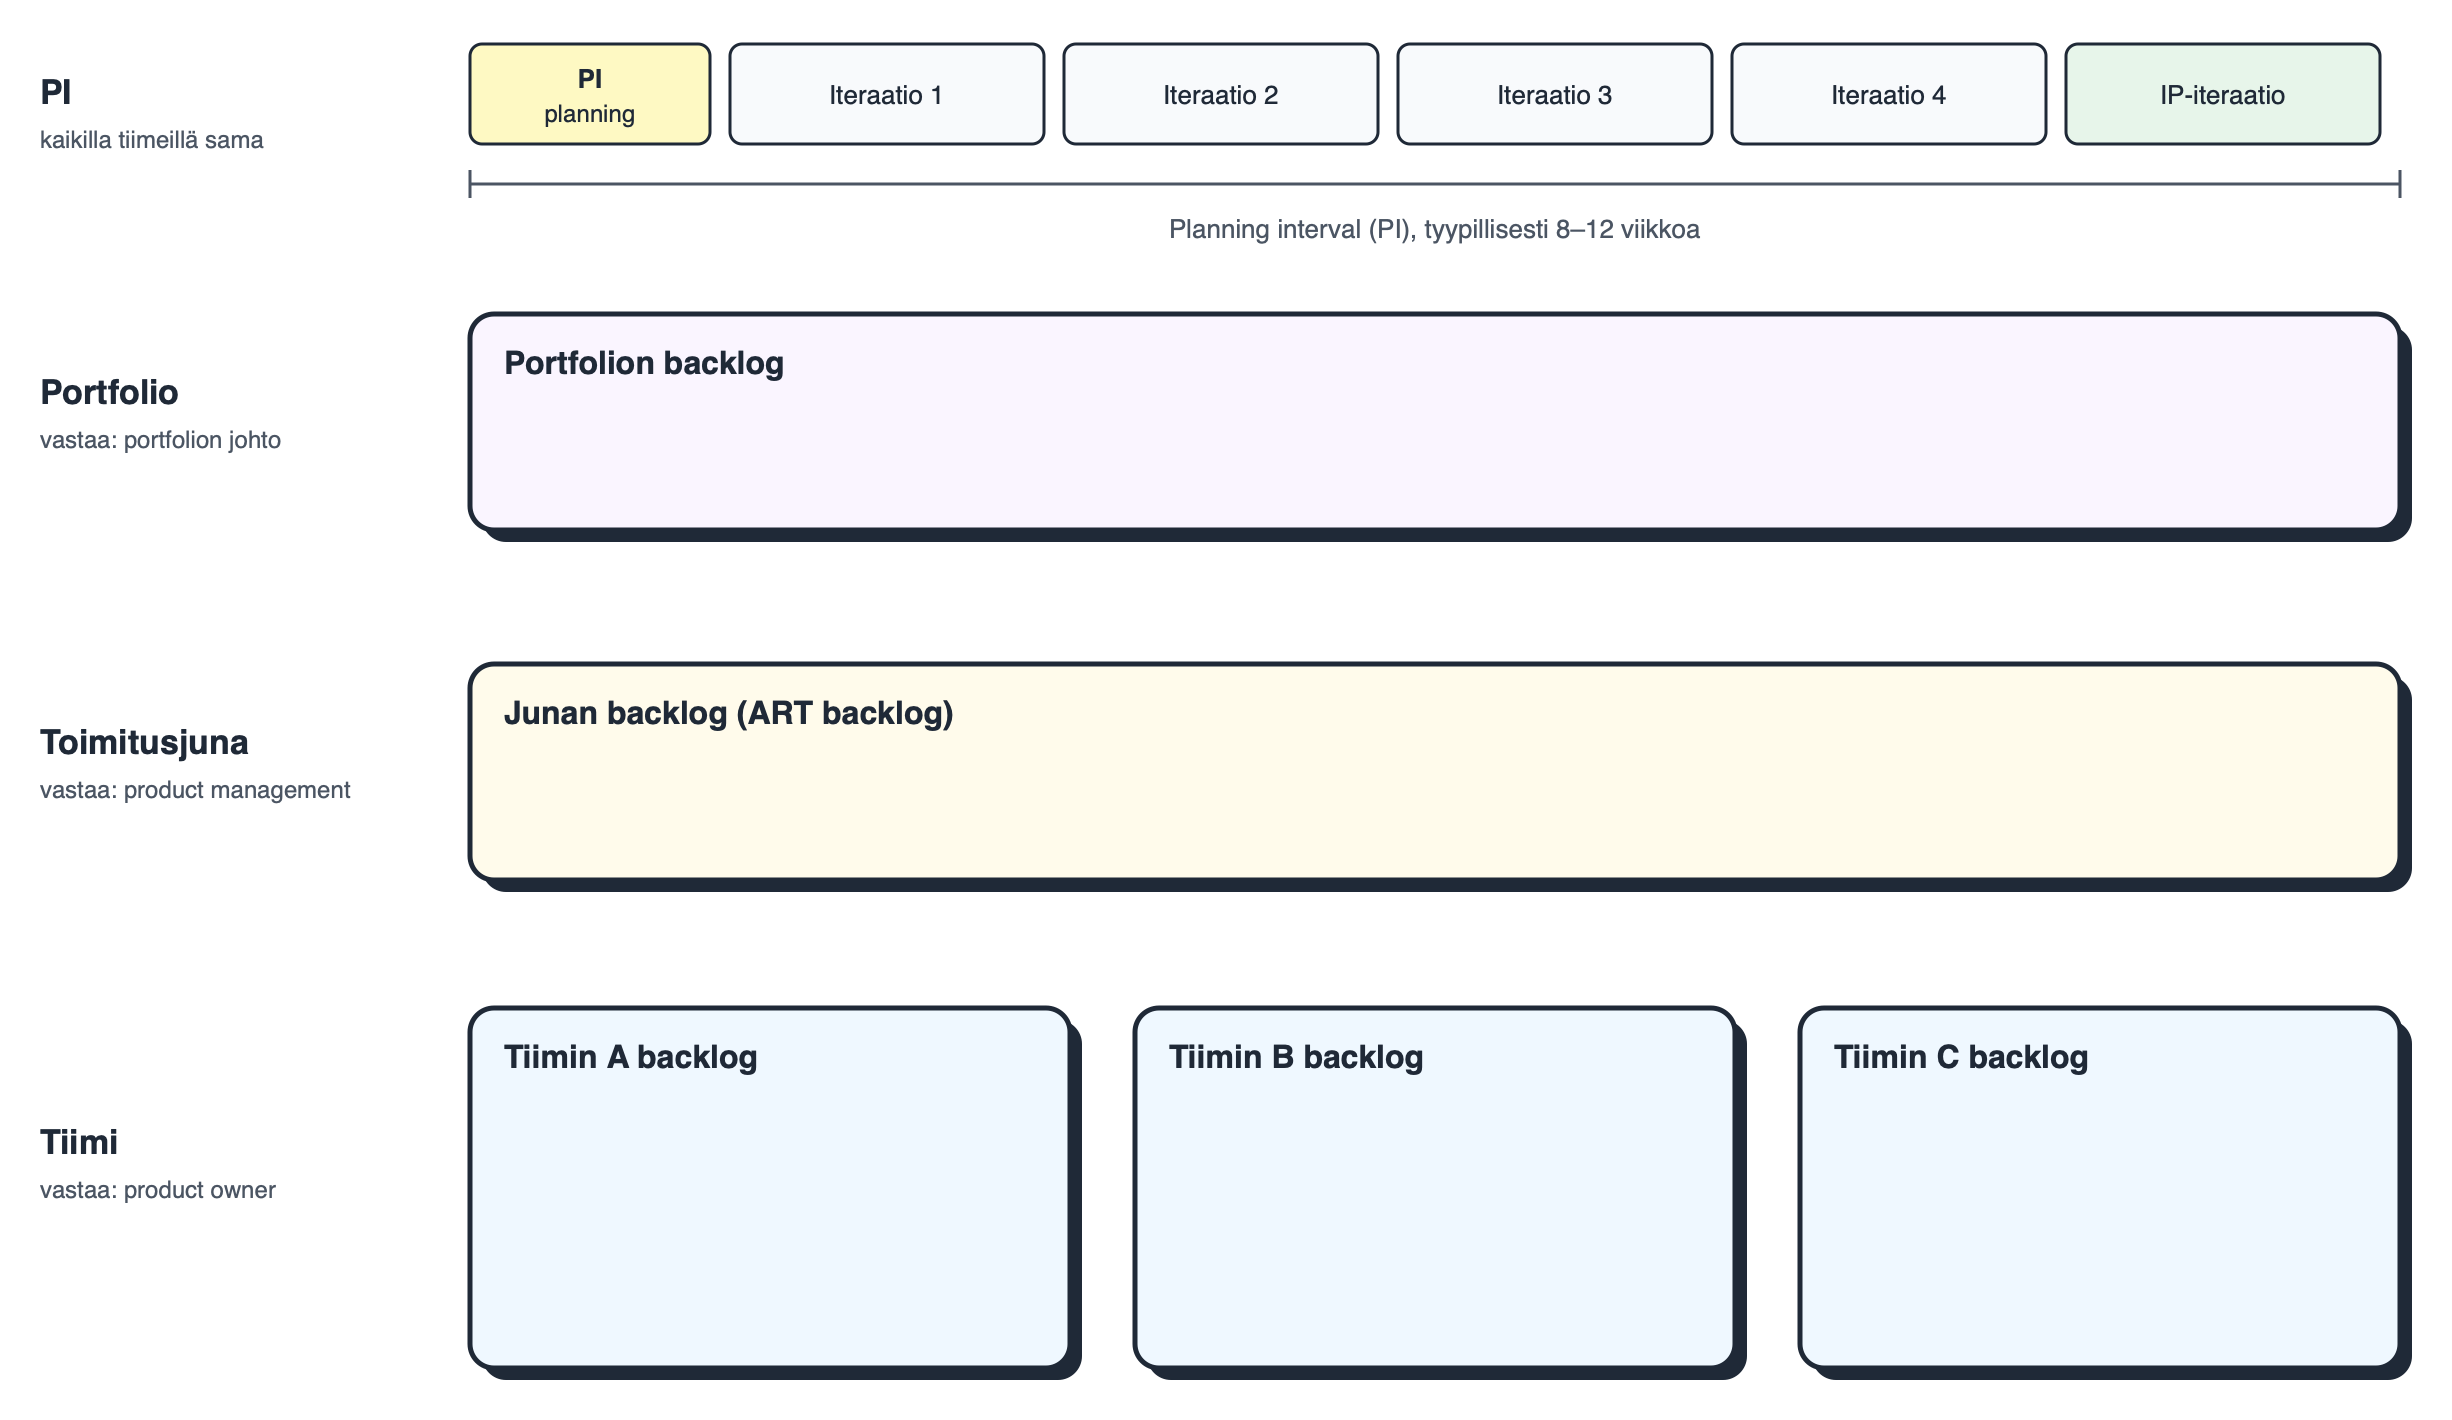 PI
kaikilla tiimeillä sama
PI
planning
Iteraatio 1
Iteraatio 2
Iteraatio 3
Iteraatio 4
IP-iteraatio
Planning interval (PI), tyypillisesti 8–12 viikkoa
Portfolio
vastaa: portfolion johto
Portfolion backlog
Toimitusjuna
vastaa: product management
Junan backlog (ART backlog)
Tiimi
vastaa: product owner
Tiimin A backlog
Tiimin B backlog
Tiimin C backlog